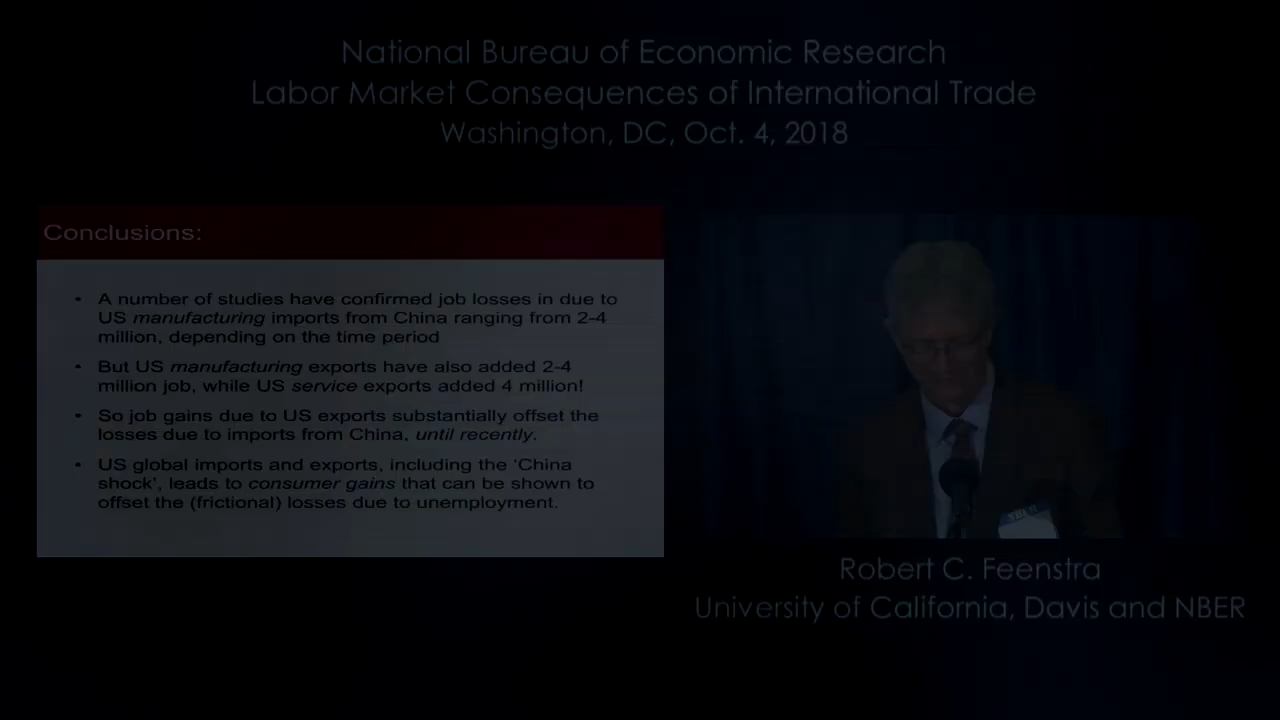 National Bureau of Economic Research
Labor Market Consequences of International Trade
Washington, DC, Oct. 4, 2018
Conclusions:
• A number of studies have confirmed job losses in due to
US manufacturing imports from China ranging from 2-4
million, depending on the time period
• But US manufacturing exports have also added 2-4
million job, while US service exports added 4 million!
• So job gains due to US exports substantially offset the
losses due to imports from China, until recently.
• US global imports and exports, including the ‘China
shock’, leads to consumer gains that can be shown to
offset the (frictional) losses due to unemployment.
Robert C. Feenstra
University of California, Davis and NBER